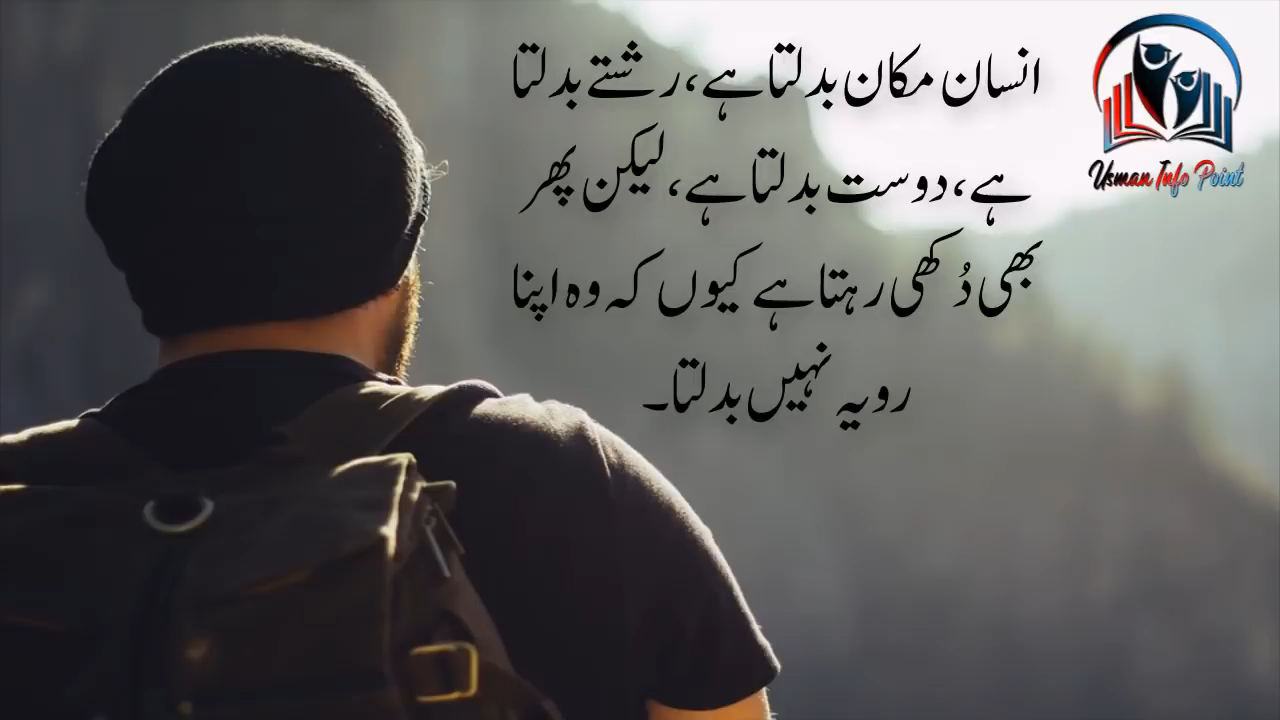 انسان مکان بدلتا ہے، رشتے بدلتا
ہے، دوست بدلتا ہے، لیکن پھر
بھی دُکھی رہتا ہے کیوں کہ وہ اپنا
رویہ نہیں بدلتا۔
Usman Info Point